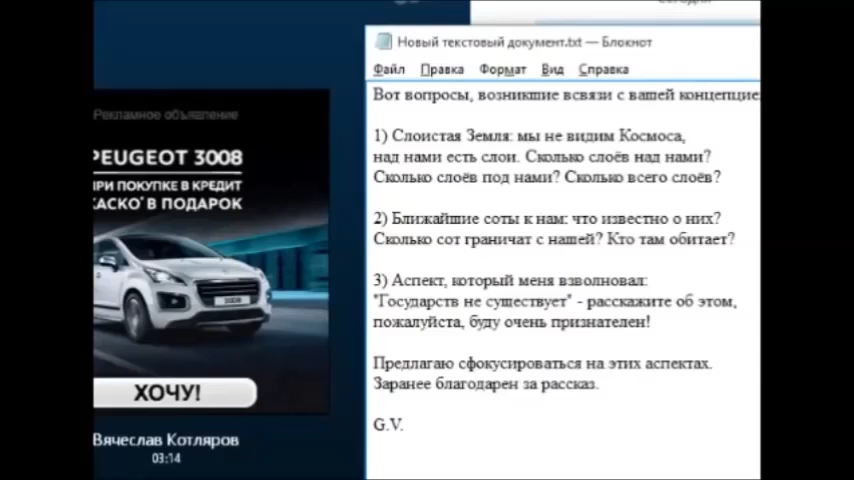 Новый текстовый документ.txt — Блокнот
Файл Правка Формат Вид Справка
Вот вопросы, возникшие всвязи с вашей концепцие
1) Слоистая Земля: мы не видим Космоса,
над нами есть слои. Сколько слоёв над нами?
Сколько слоёв под нами? Сколько всего слоёв?
2) Ближайшие соты к нам: что известно о них?
Сколько сот граничат с нашей? Кто там обитает?
3) Аспект, который меня взволновал:
"Государств не существует" - расскажите об этом,
пожалуйста, буду очень признателен!
Предлагаю сфокусироваться на этих аспектах.
Заранее благодарен за рассказ.
G.V.
Рекламное объявление
PEUGEOT 3008
ПРИ ПОКУПКЕ В КРЕДИТ
КАСКО* В ПОДАРОК
3008
ХОЧУ!
Вячеслав Котляров
03:14